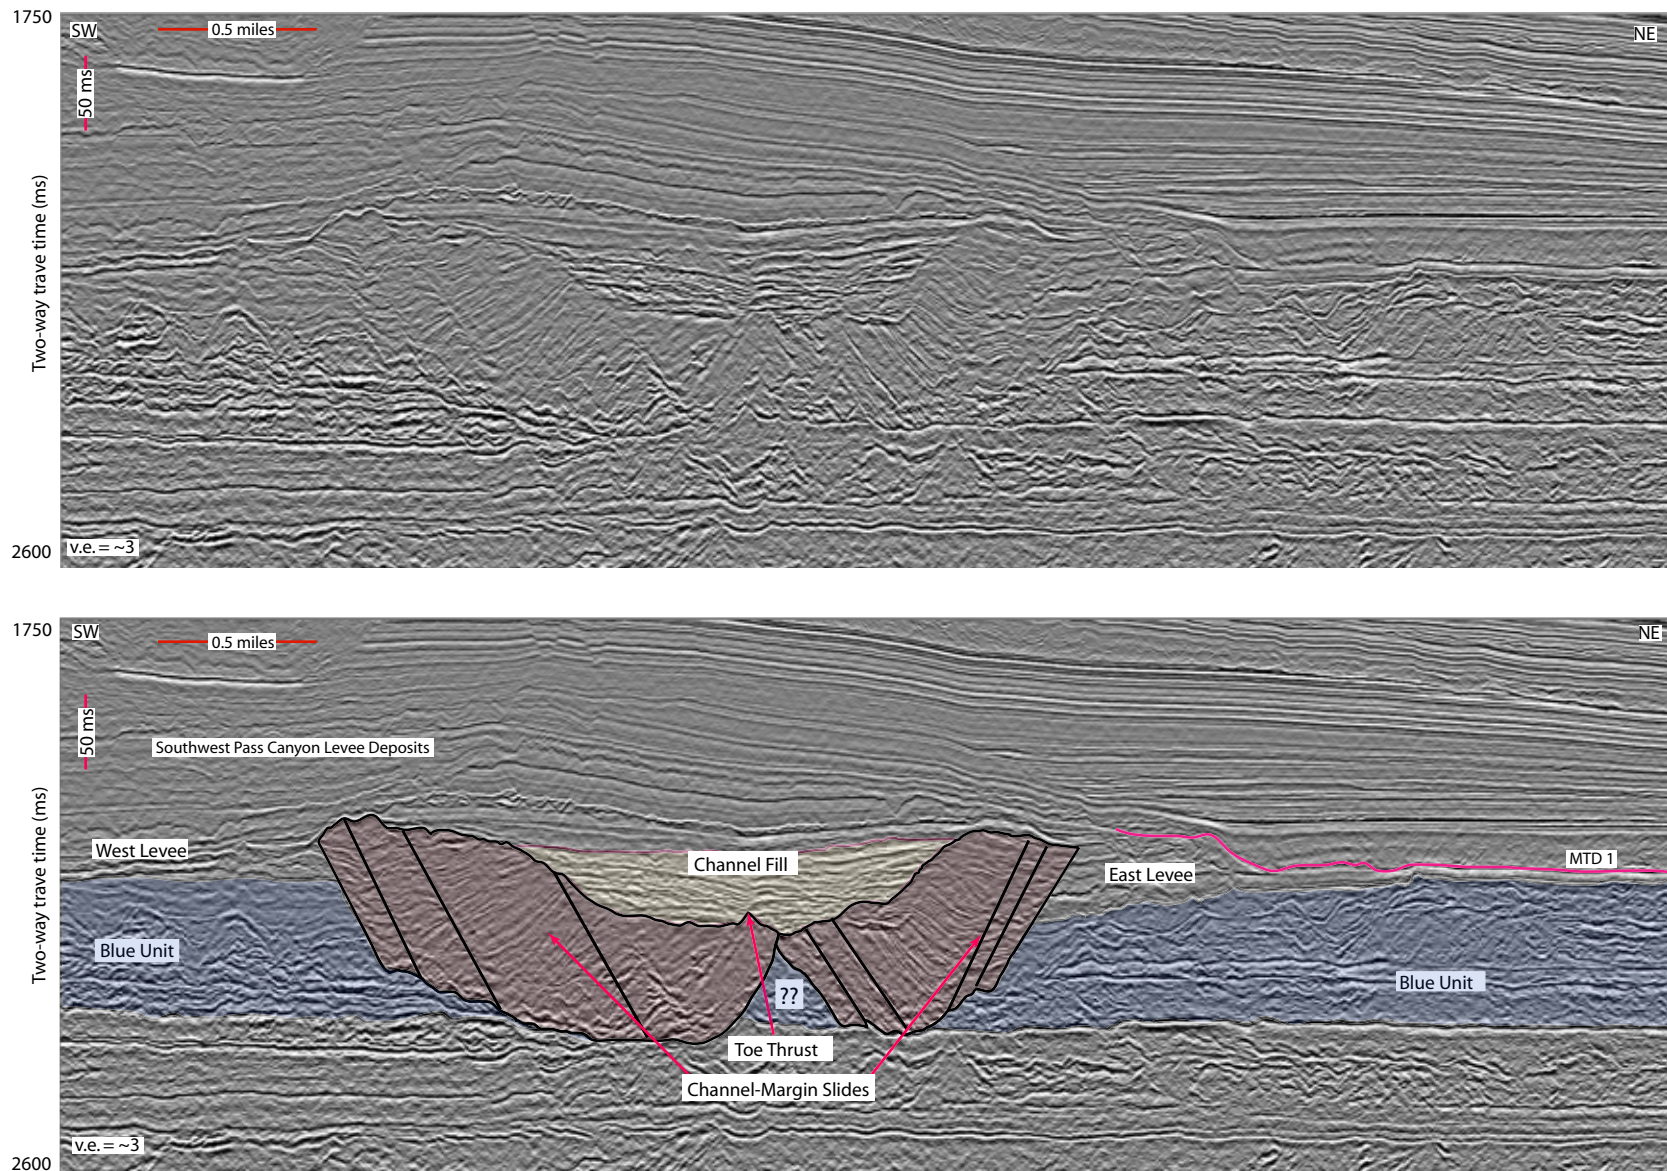 1750
SW
0.5 miles
NE
50 ms
Two-way trave time (ms)
2600
v.e. = ~3
1750
SW
0.5 miles
NE
50 ms
Southwest Pass Canyon Levee Deposits
Two-way trave time (ms)
West Levee
Channel Fill
MTD 1
East Levee
Blue Unit
Blue Unit
??
Toe Thrust
Channel-Margin Slides
v.e. = ~3
2600